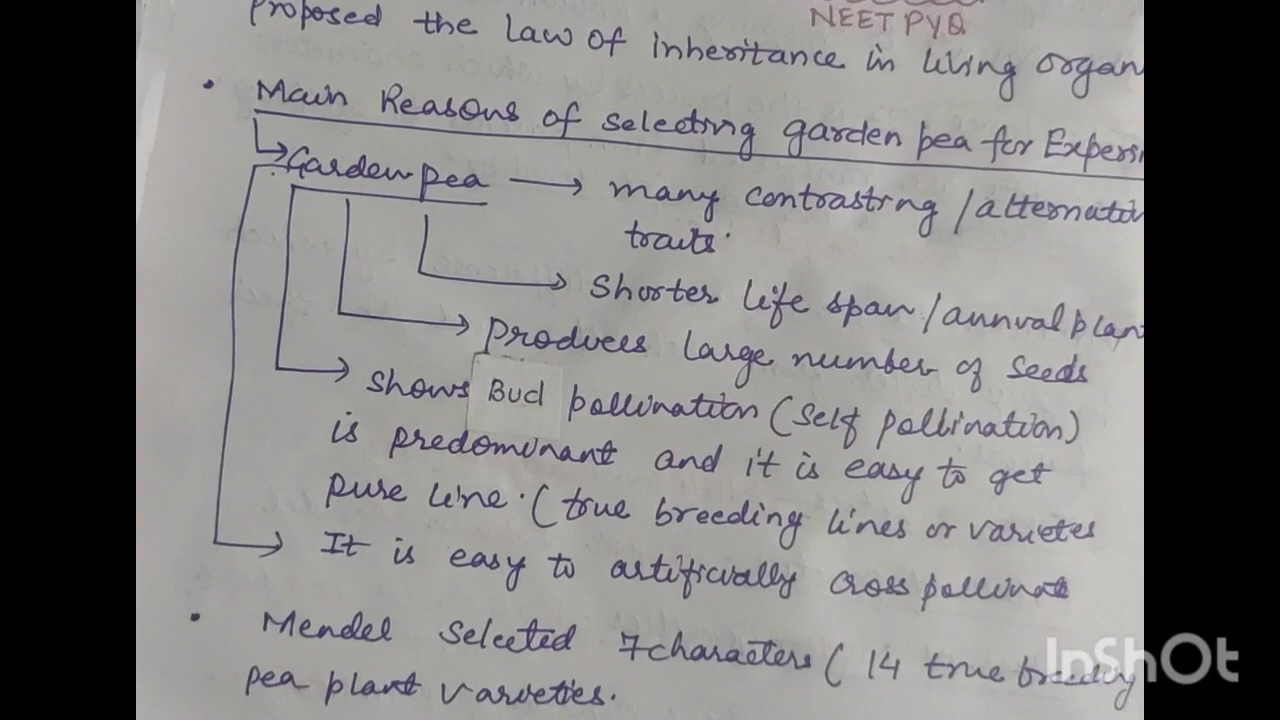 NEET PYQ
Proposed the law of inheritance in living organ
• Main Reasons of selecting garden pea for Experi
Garden pea → many contrasting / alternativ
traits.
→ Shorter life span / annual plan
→ Produces large number of seeds
→ shows Bud pollination (Self pollination)
is predominant and it is easy to get
pure line. (true breeding lines or varietes
→ It is easy to artificially cross pollinate
• Mendel selected 7 characters ( 14 true breeding
pea plant varieties.
InShOt